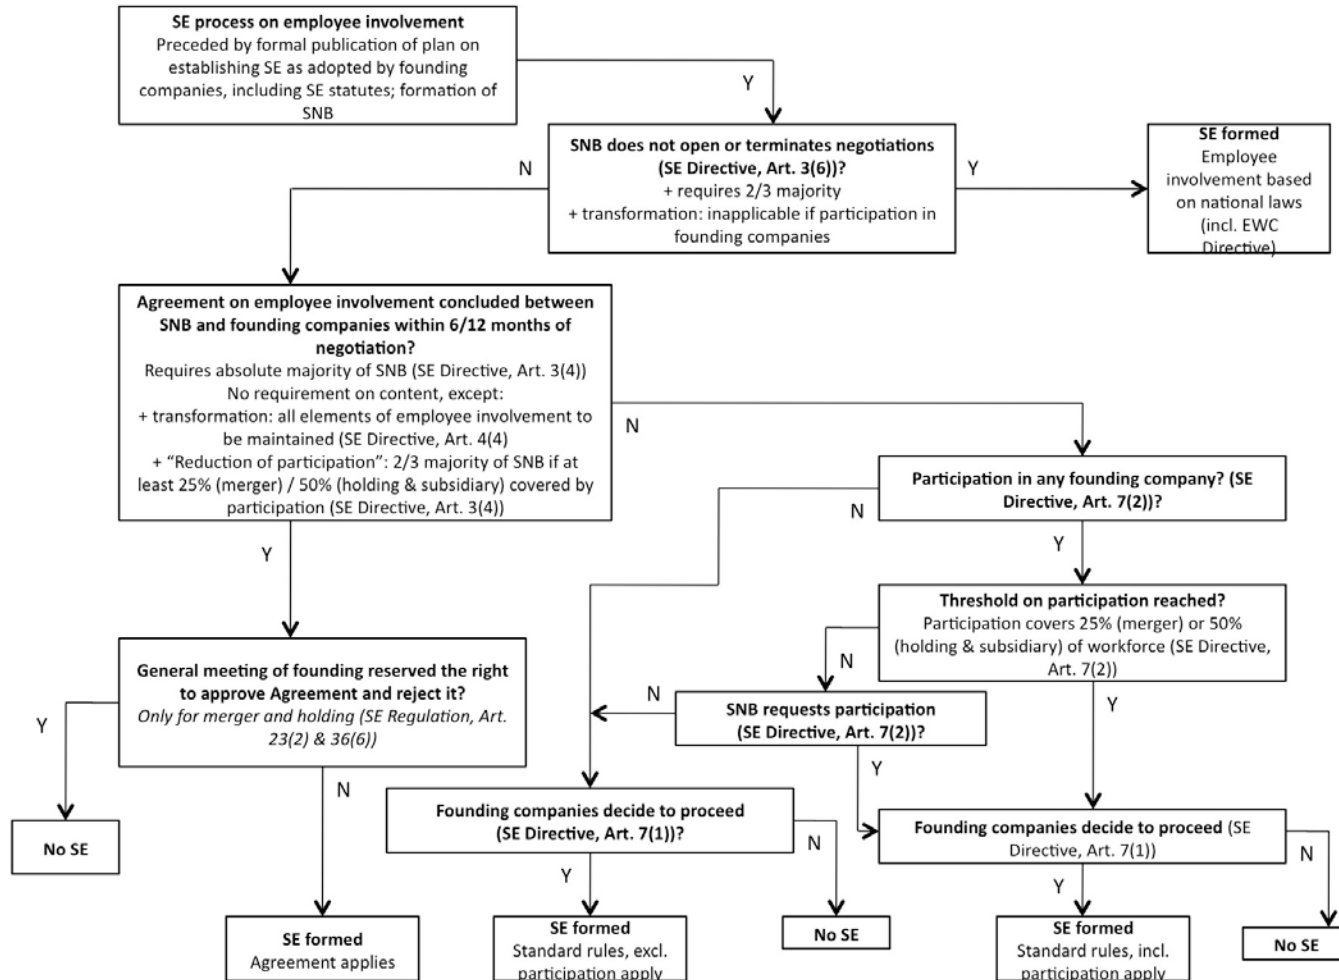 SE process on employee involvement
Preceded by formal publication of plan on
establishing SE as adopted by founding
companies, including SE statutes; formation of
SNB
Y
SNB does not open or terminates negotiations
(SE Directive, Art. 3(6))?
+ requires 2/3 majority
+ transformation: inapplicable if participation in
founding companies
N
Y
SE formed
Employee
involvement based
on national laws
(incl. EWC
Directive)
Agreement on employee involvement concluded between
SNB and founding companies within 6/12 months of
negotiation?
Requires absolute majority of SNB (SE Directive, Art. 3(4))
No requirement on content, except:
+ transformation: all elements of employee involvement to
be maintained (SE Directive, Art. 4(4)
+ “Reduction of participation”: 2/3 majority of SNB if at
least 25% (merger) / 50% (holding & subsidiary) covered by
participation (SE Directive, Art. 3(4))
N
Y
Participation in any founding company? (SE
Directive, Art. 7(2))?
N
Y
Threshold on participation reached?
Participation covers 25% (merger) or 50%
(holding & subsidiary) of workforce (SE Directive,
Art. 7(2))
N
Y
General meeting of founding reserved the right
to approve Agreement and reject it?
Only for merger and holding (SE Regulation, Art.
23(2) & 36(6))
Y
N
SNB requests participation
(SE Directive, Art. 7(2))?
N
Y
No SE
Founding companies decide to proceed
(SE Directive, Art. 7(1))?
N
Y
Founding companies decide to proceed (SE
Directive, Art. 7(1))
N
Y
SE formed
Agreement applies
SE formed
Standard rules, excl.
participation apply
No SE
SE formed
Standard rules, incl.
participation apply
No SE